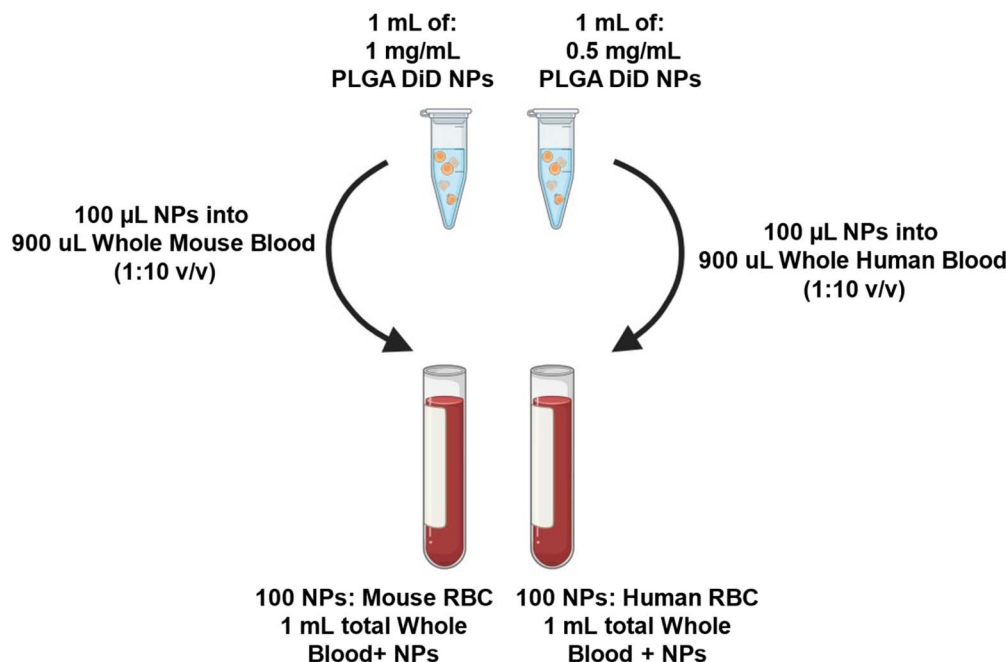 1 mL of:
1 mg/mL
PLGA DiD NPs
1 mL of:
0.5 mg/mL
PLGA DiD NPs
100 µL NPs into
900 uL Whole Mouse Blood
(1:10 v/v)
100 µL NPs into
900 uL Whole Human Blood
(1:10 v/v)
100 NPs: Mouse RBC
1 mL total Whole
Blood+ NPs
100 NPs: Human RBC
1 mL total Whole
Blood + NPs